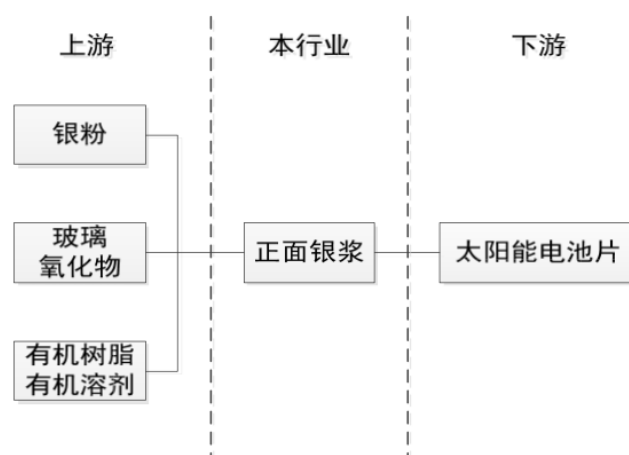 上游
本行业
下游
银粉
玻璃
氧化物
正面银浆
太阳能电池片
有机树脂
有机溶剂